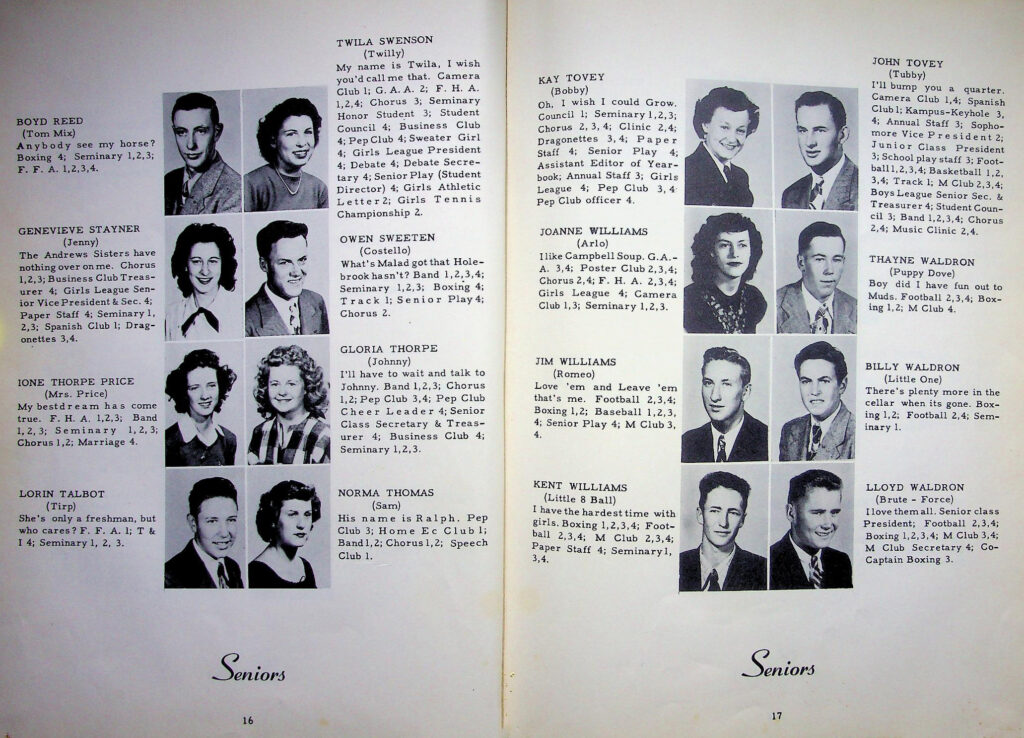 BOYD REED
(Tom Mix)
Anybody see my horse?
Boxing 4; Seminary 1,2,3;
F. F. A. 1,2,3,4.
GENEVIEVE STAYNER
(Jenny)
The Andrews Sisters have
nothing over on me. Chorus
1,2,3; Business Club Treas-
urer 4; Girls League Sen-
ior Vice President & Sec. 4;
Paper Staff 4; Seminary 1,
2,3; Spanish Club 1; Drag-
onettes 3,4.
IONE THORPE PRICE
(Mrs. Price)
My best dream has come
true. F. H. A. 1,2,3; Band
1, 2, 3; Seminary 1, 2, 3;
Chorus 1,2; Marriage 4.
LORIN TALBOT
(Tirp)
She's only a freshman, but
who cares? F. F. A. 1; T &
I 4; Seminary 1, 2, 3.
TWILA SWENSON
(Twilly)
My name is Twila, I wish
you'd call me that. Camera
Club 1; G. A. A. 2; F. H. A.
1,2,4; Chorus 3; Seminary
Honor Student 3; Student
Council 4; Business Club
4; Pep Club 4; Sweater Girl
4; Girls League President
4; Debate 4; Debate Secre-
tary 4; Senior Play (Student
Director) 4; Girls Athletic
Letter 2; Girls Tennis
Championship 2.
OWEN SWEETEN
(Costello)
What's Malad got that Hole-
brook hasn't? Band 1,2,3,4;
Seminary 1,2,3; Boxing 4;
Track 1; Senior Play 4;
Chorus 2.
GLORIA THORPE
(Johnny)
I'll have to wait and talk to
Johnny. Band 1,2,3; Chorus
1,2; Pep Club 3,4; Pep Club
Cheer Leader 4; Senior
Class Secretary & Treas-
urer 4; Business Club 4;
Seminary 1,2,3.
NORMA THOMAS
(Sam)
His name is Ralph. Pep
Club 3; Home Ec Club 1;
Band 1,2; Chorus 1,2; Speech
Club 1.
Seniors
16
KAY TOVEY
(Bobby)
Oh, I wish I could Grow.
Council 1; Seminary 1,2,3;
Chorus 2, 3,4; Clinic 2,4;
Dragonettes 3, 4; Paper
Staff 4; Senior Play 4;
Assistant Editor of Year-
book; Annual Staff 3; Girls
League 4; Pep Club 3, 4
Pep Club officer 4.
JOANNE WILLIAMS
(Arlo)
I like Campbell Soup. G. A.-
A. 3,4; Poster Club 2,3,4;
Chorus 2,4; F. H. A. 2,3,4;
Girls League 4; Camera
Club 1,3; Seminary 1,2,3.
JIM WILLIAMS
(Romeo)
Love 'em and Leave 'em
that's me. Football 2,3,4;
Boxing 1,2; Baseball 1,2,3,
4; Senior Play 4; M Club 3,
4.
KENT WILLIAMS
(Little 8 Ball)
I have the hardest time with
girls. Boxing 1,2,3,4; Foot-
ball 2,3,4; M Club 2,3,4;
Paper Staff 4; Seminary 1,
3,4.
JOHN TOVEY
(Tubby)
I'll bump you a quarter.
Camera Club 1,4; Spanish
Club 1; Kampus-Keyhole 3,
4; Annual Staff 3; Sopho-
more Vice President 2;
Junior Class President
3; School play staff 3; Foot-
ball 1,2,3,4; Basketball 1,2,
3,4; Track 1; M Club 2,3,4;
Boys League Senior Sec. &
Treasurer 4; Student Coun-
cil 3; Band 1,2,3,4; Chorus
2,4; Music Clinic 2,4.
THAYNE WALDRON
(Puppy Dove)
Boy did I have fun out to
Muds. Football 2,3,4; Box-
ing 1,2; M Club 4.
BILLY WALDRON
(Little One)
There's plenty more in the
cellar when its gone. Box-
ing 1,2; Football 2,4; Sem-
inary 1.
LLOYD WALDRON
(Brute - Force)
I love them all. Senior class
President; Football 2,3,4;
Boxing 1,2,3,4; M Club 3,4;
M Club Secretary 4; Co-
Captain Boxing 3.
Seniors
17